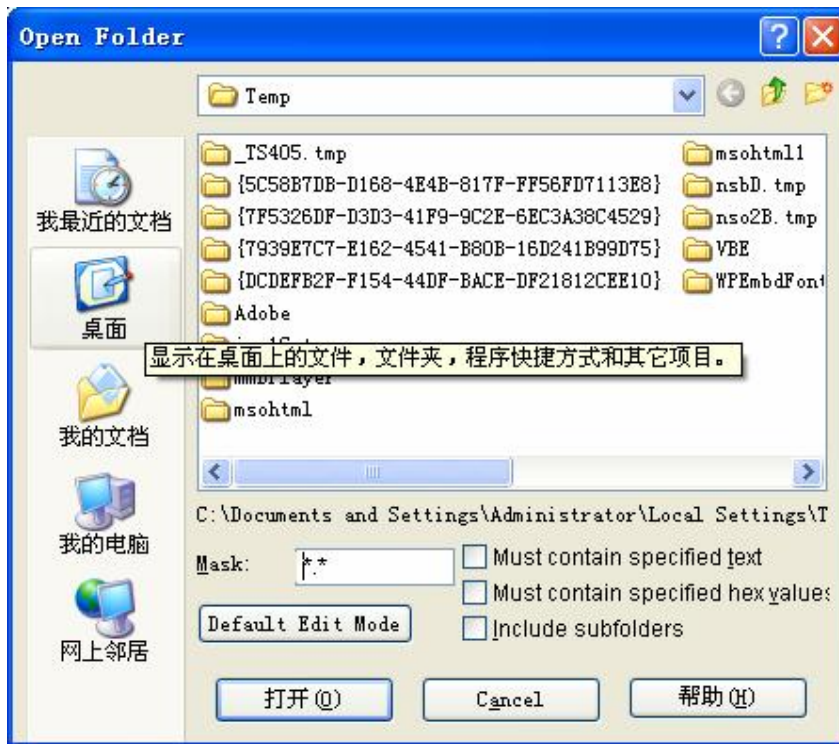 Open Folder
Temp
_TS405.tmp
{5C58B7DB-D168-4E4B-817F-FF56FD7113E8}
{7F5326DF-D3D3-41F9-9C2E-6EC3A38C4529}
{7939E7C7-E162-4541-B80B-16D241B99D75}
{DCDEFB2F-F154-44DF-BACE-DF21812CEE10}
Adobe
msohtml
msohtml1
nsbD.tmp
nso2B.tmp
VBE
WPEmbdFont
我最近的文档
桌面
显示在桌面上的文件，文件夹，程序快捷方式和其它项目。
我的文档
我的电脑
网上邻居
C:\Documents and Settings\Administrator\Local Settings\T
Mask:
*.*
Must contain specified text
Must contain specified hex values
Include subfolders
Default Edit Mode
打开(O)
Cancel
帮助(H)